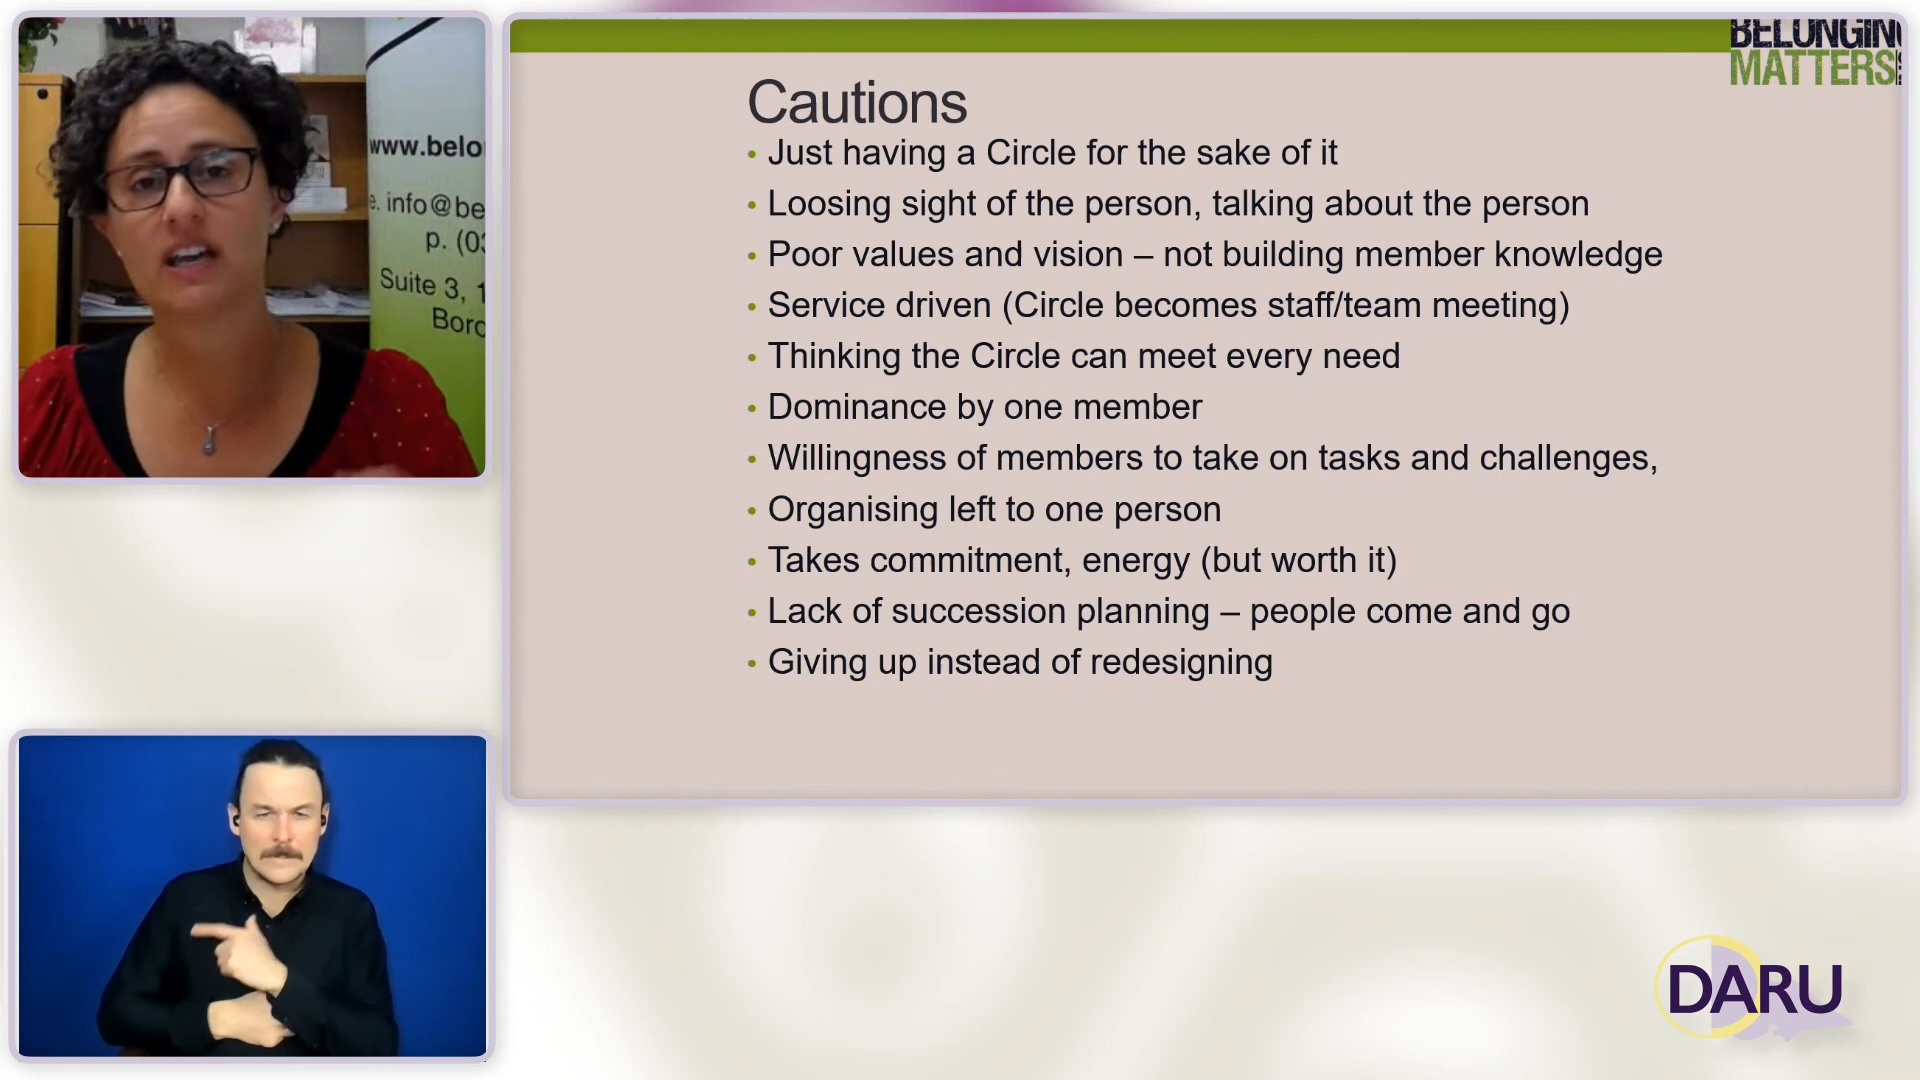 www.belo
e. info@be
p. (03
Suite 3, 1
Boro
BELONGING
MATTERS
Cautions
• Just having a Circle for the sake of it
• Loosing sight of the person, talking about the person
• Poor values and vision – not building member knowledge
• Service driven (Circle becomes staff/team meeting)
• Thinking the Circle can meet every need
• Dominance by one member
• Willingness of members to take on tasks and challenges,
• Organising left to one person
• Takes commitment, energy (but worth it)
• Lack of succession planning – people come and go
• Giving up instead of redesigning
DARU